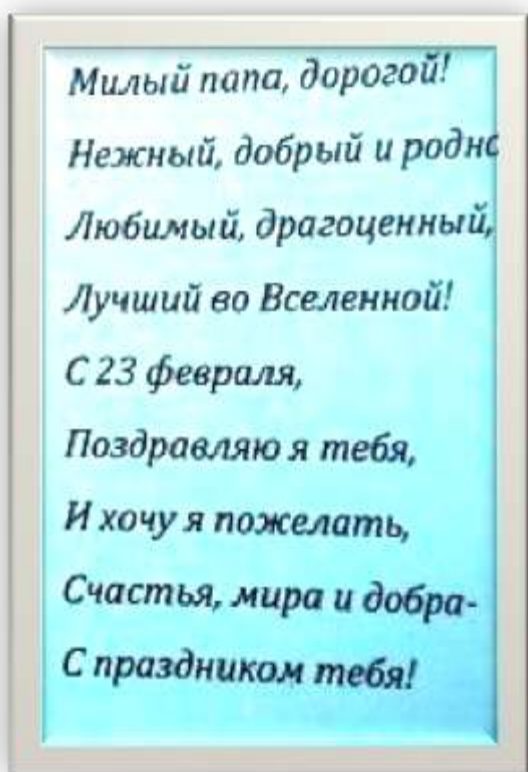 Милый папа, дорогой!
Нежный, добрый и родно
Любимый, драгоценный,
Лучший во Вселенной!
С 23 февраля,
Поздравляю я тебя,
И хочу я пожелать,
Счастья, мира и добра-
С праздником тебя!